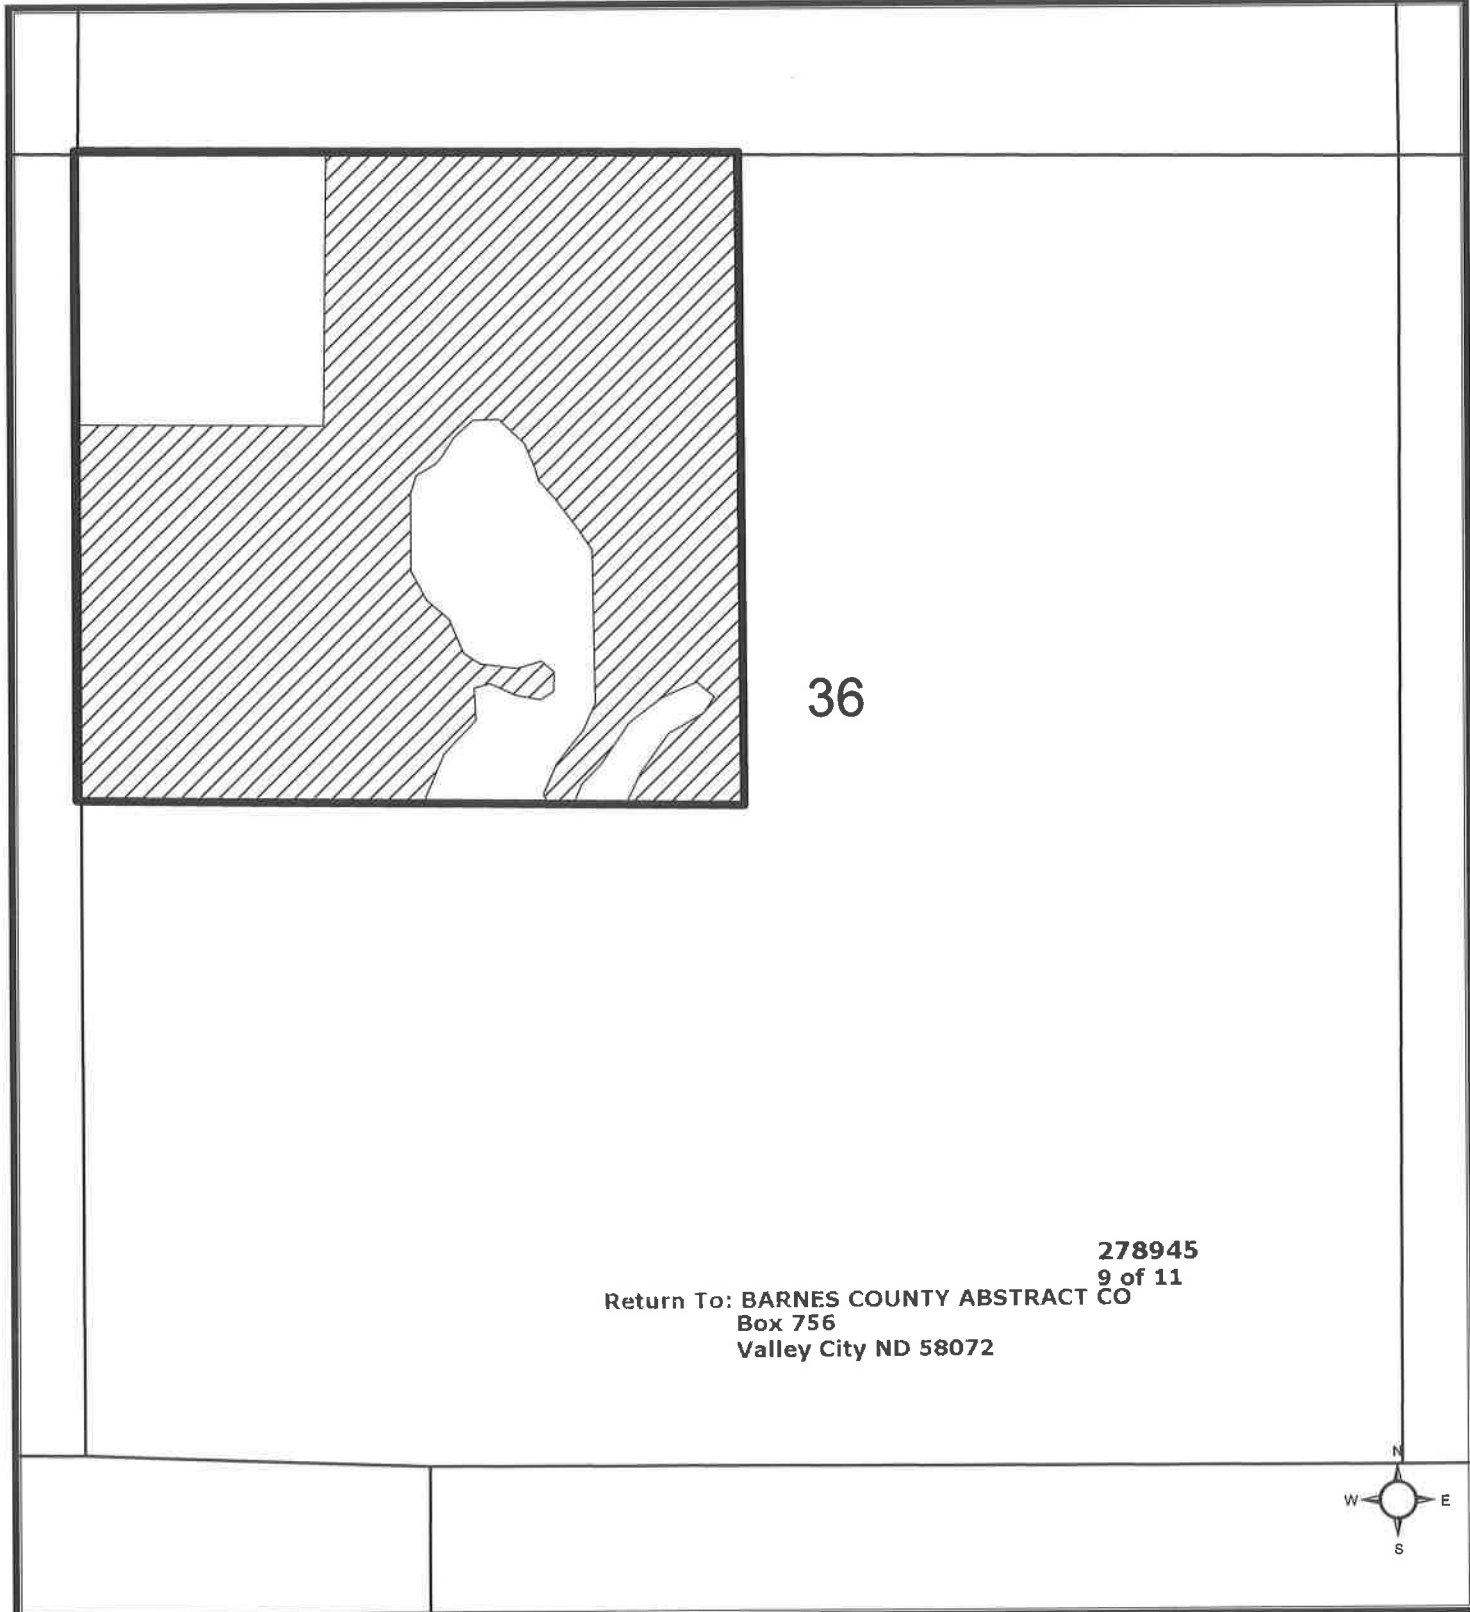 36
278945
9 of 11
Return To: BARNES COUNTY ABSTRACT CO
Box 756
Valley City ND 58072
N
W E
S